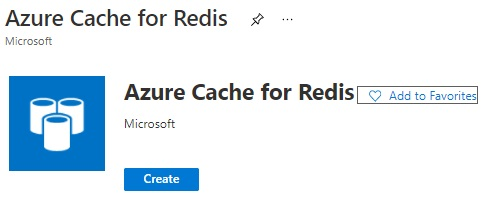 Azure Cache for Redis
Microsoft
Azure Cache for Redis Add to Favorites
Microsoft
Create